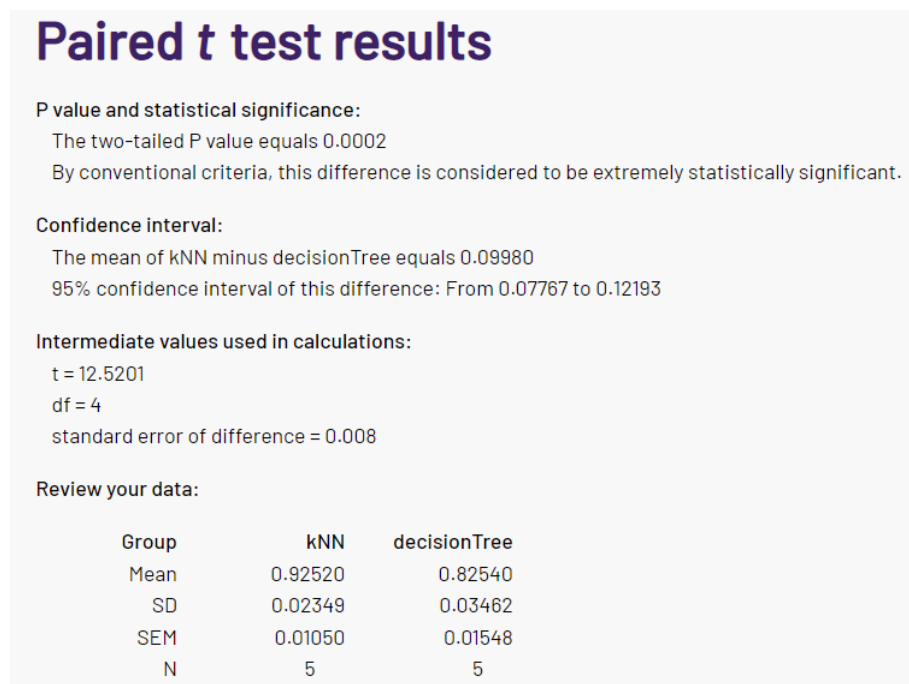 Paired t test results
P value and statistical significance:
The two-tailed P value equals 0.0002
By conventional criteria, this difference is considered to be extremely statistically significant.
Confidence interval:
The mean of kNN minus decisionTree equals 0.09980
95% confidence interval of this difference: From 0.07767 to 0.12193
Intermediate values used in calculations:
t = 12.5201
df = 4
standard error of difference = 0.008
Review your data:
Group kNN decisionTree
Mean 0.92520 0.82540
SD 0.02349 0.03462
SEM 0.01050 0.01548
N 5 5